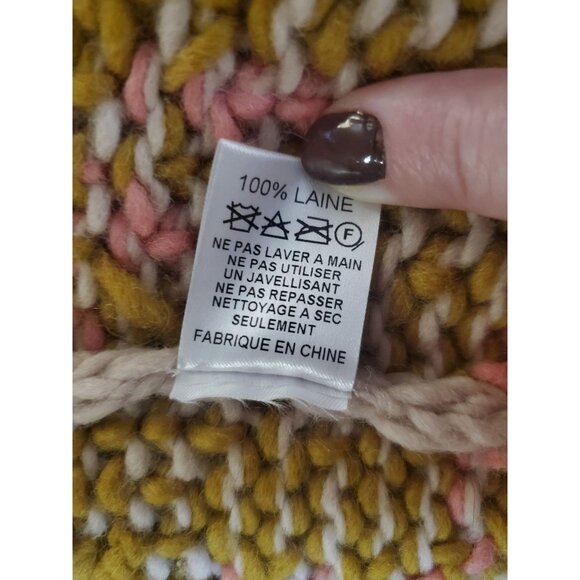 100% LAINE
F
NE PAS LAVER A MAIN
NE PAS UTILISER
UN JAVELLISANT
NE PAS REPASSER
NETTOYAGE A SEC
SEULEMENT
FABRIQUE EN CHINE